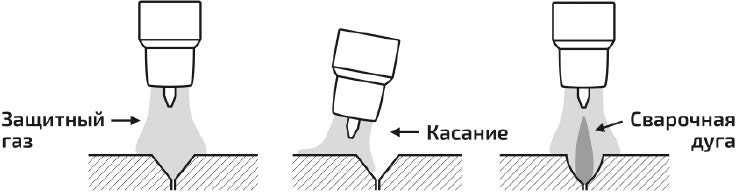 Защитный
газ
Касание
Сварочная
дуга